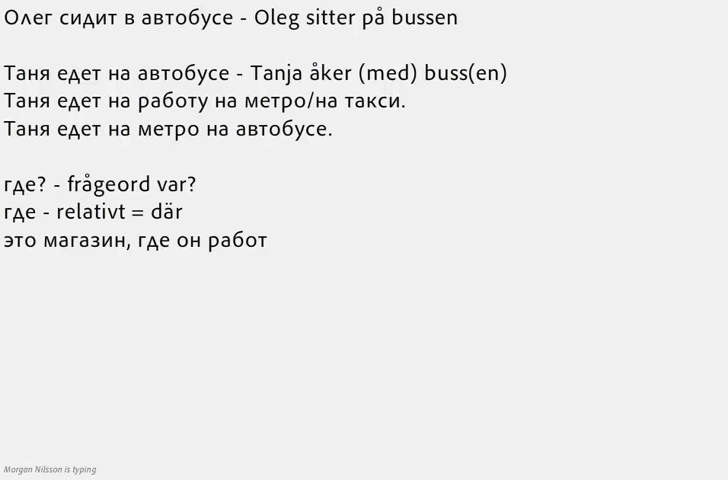 Олег сидит в автобусе - Oleg sitter på bussen
Таня едет на автобусе - Tanja åker (med) buss(en)
Таня едет на работу на метро/на такси.
Таня едет на метро на автобусе.
где? - frågeord var?
где - relativt = där
это магазин, где он работ
Morgan Nilsson is typing